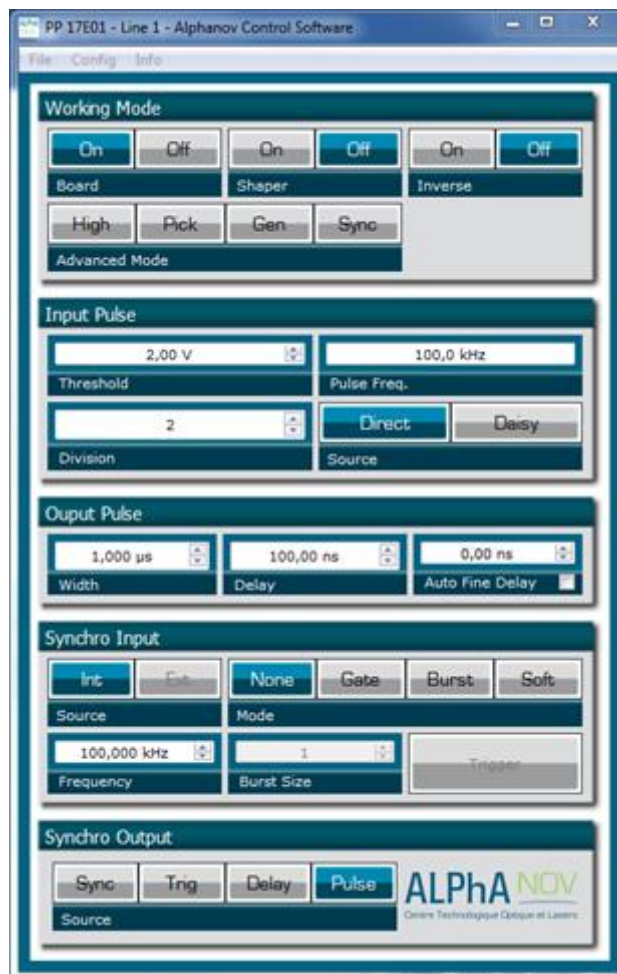 PP 17E01 - Line 1 - Alphanov Control Software
File Config Info
Working Mode
On Off On Off On Off
Board Shaper Inverse
High Pick Gen Sync
Advanced Mode
Input Pulse
2,00 V 100,0 kHz
Threshold Pulse Freq.
2 Direct Daisy
Division Source
Ouput Pulse
1,000 µs 100,00 ns 0,00 ns
Width Delay Auto Fine Delay
Synchro Input
Int Ext None Gate Burst Soft
Source Mode
100,000 kHz 1 Trigger
Frequency Burst Size
Synchro Output
Sync Trig Delay Pulse
Source
ALPhA NOV
Centre Technologique Optique et Lasers